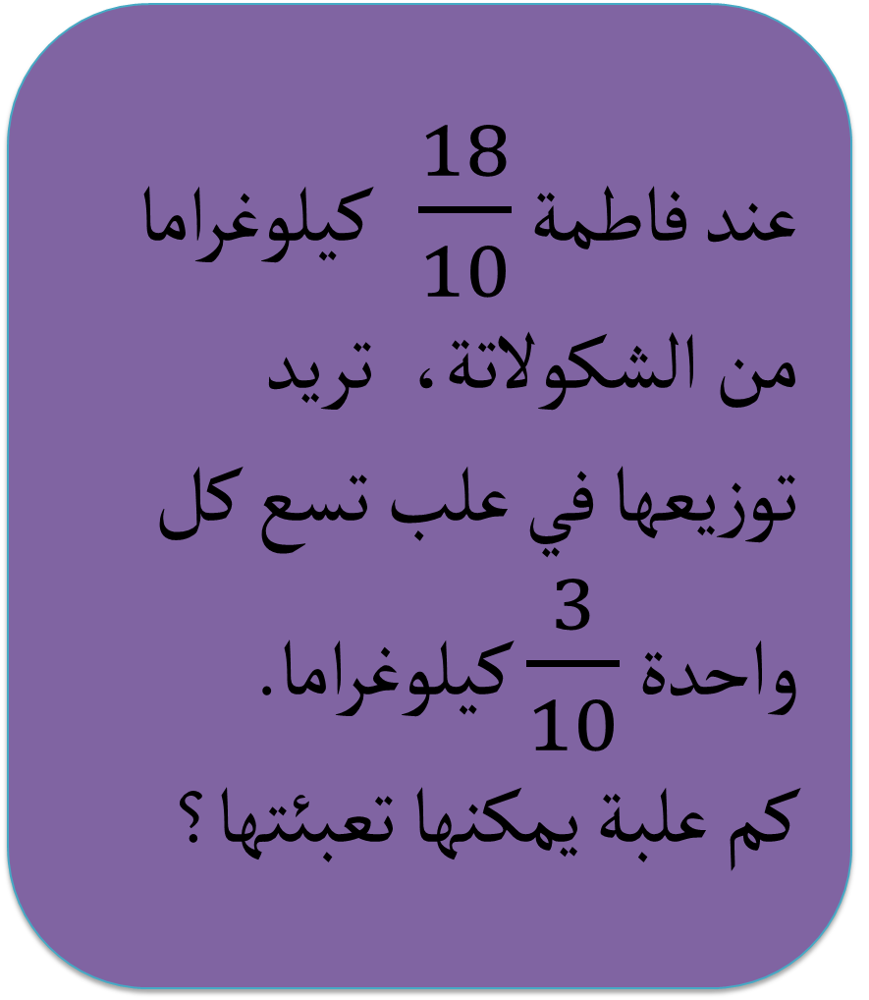 عند فاطمة 18/10 كيلوغراما
من الشكولاتة، تريد
توزيعها في علب تسع كل
واحدة 3/10 كيلوغراما.
كم علبة يمكنها تعبئتها؟